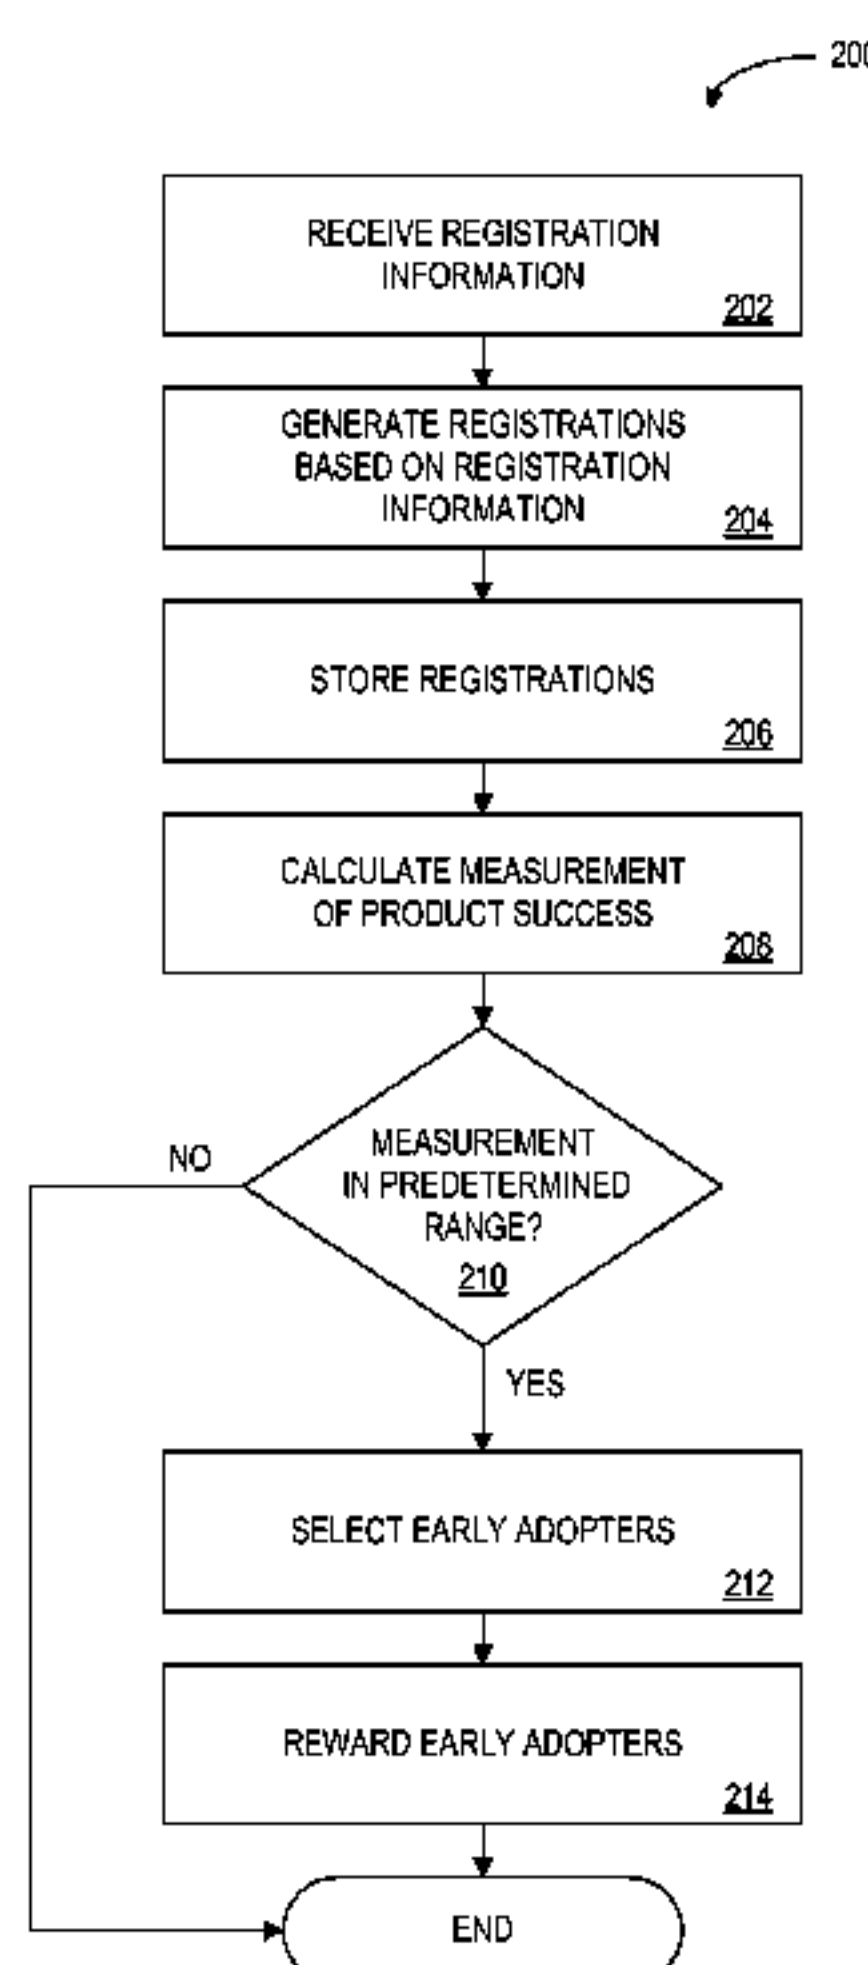 200
RECEIVE REGISTRATION
INFORMATION
202
GENERATE REGISTRATIONS
BASED ON REGISTRATION
INFORMATION
204
STORE REGISTRATIONS
206
CALCULATE MEASUREMENT
OF PRODUCT SUCCESS
208
NO
MEASUREMENT
IN PREDETERMINED
RANGE?
210
YES
SELECT EARLY ADOPTERS
212
REWARD EARLY ADOPTERS
214
END